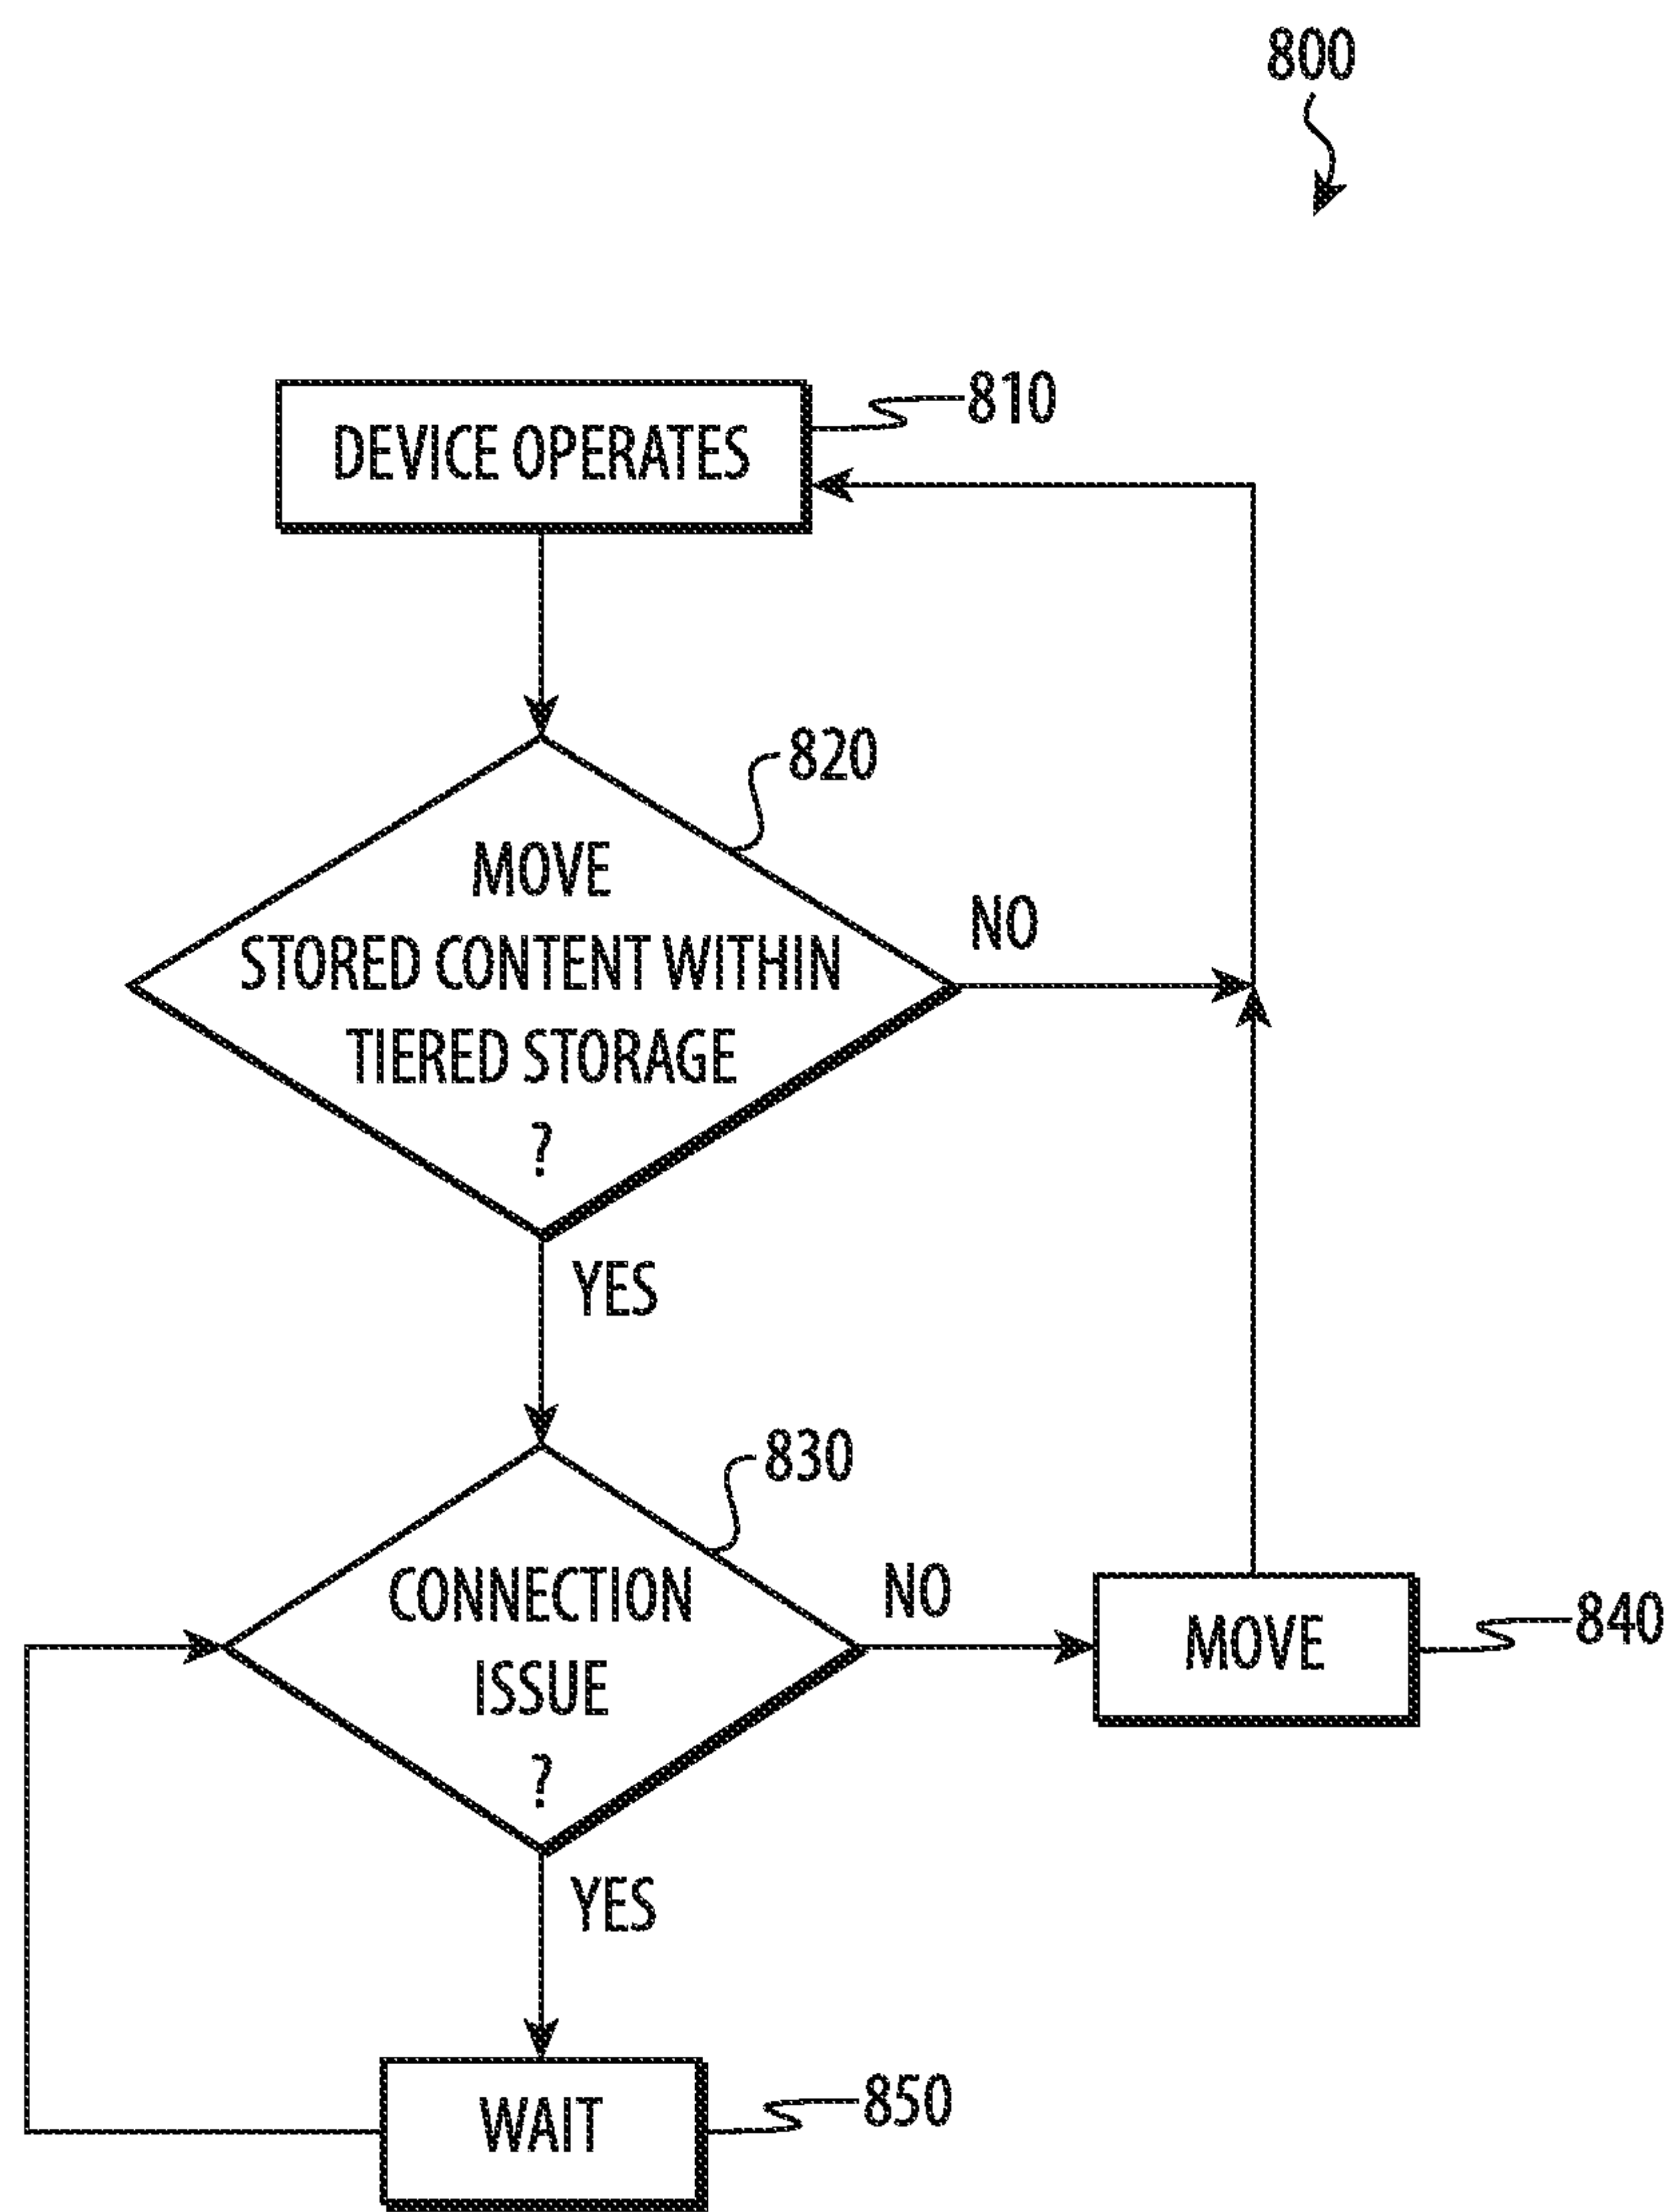 800
DEVICE OPERATES
810
820
MOVE
STORED CONTENT WITHIN
TIERED STORAGE
?
NO
YES
830
CONNECTION
ISSUE
?
NO
MOVE
840
YES
WAIT
850